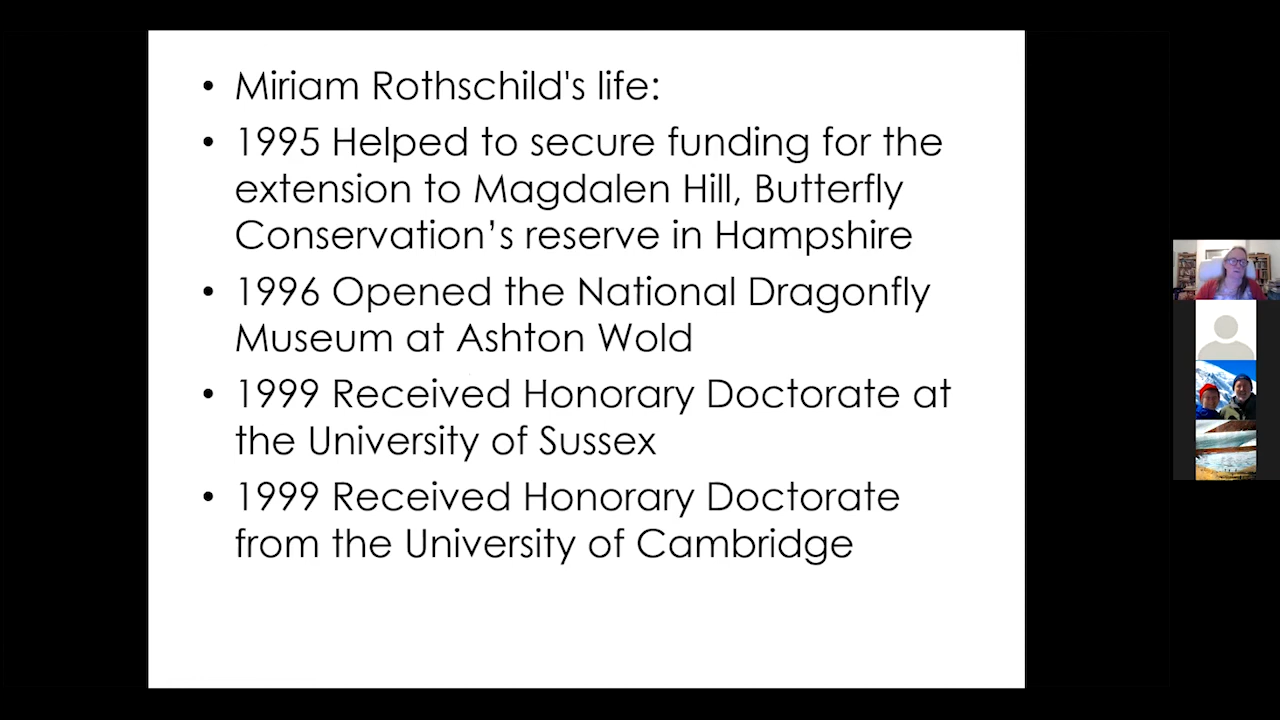 • Miriam Rothschild's life:
• 1995 Helped to secure funding for the
extension to Magdalen Hill, Butterfly
Conservation’s reserve in Hampshire
• 1996 Opened the National Dragonfly
Museum at Ashton Wold
• 1999 Received Honorary Doctorate at
the University of Sussex
• 1999 Received Honorary Doctorate
from the University of Cambridge